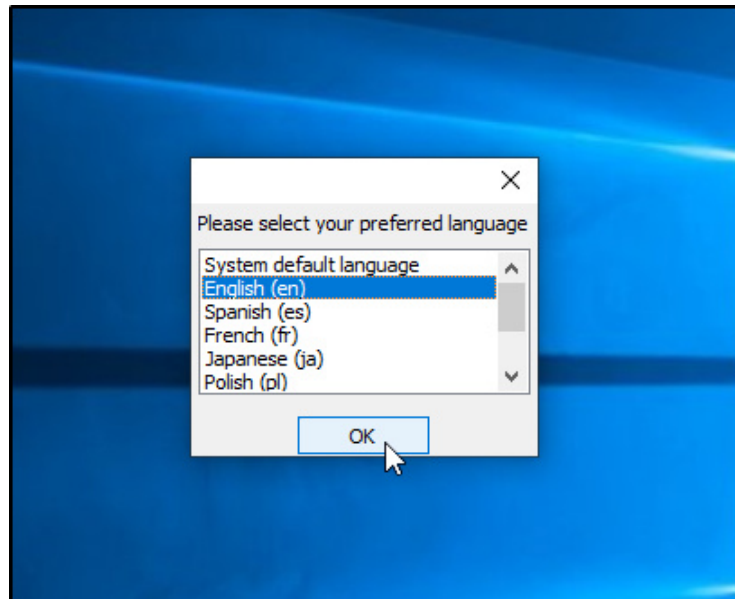 Please select your preferred language
System default language
English (en)
Spanish (es)
French (fr)
Japanese (ja)
Polish (pl)
OK